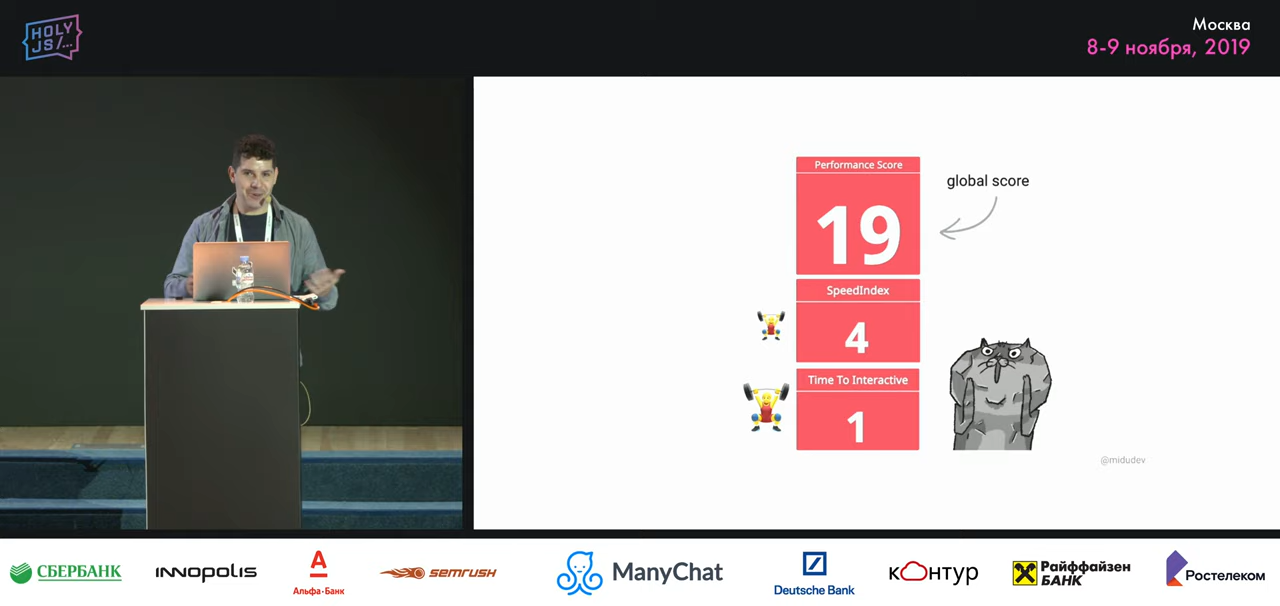 HOLY
JS/...
Москва
8-9 ноября, 2019
Performance Score
19
global score
SpeedIndex
4
Time To Interactive
1
@midudev
СБЕРБАНК
INNOPOLIS
Альфа·Банк
semrush
ManyChat
Deutsche Bank
кОнтур
Райффайзен
БАНК
Ростелеком